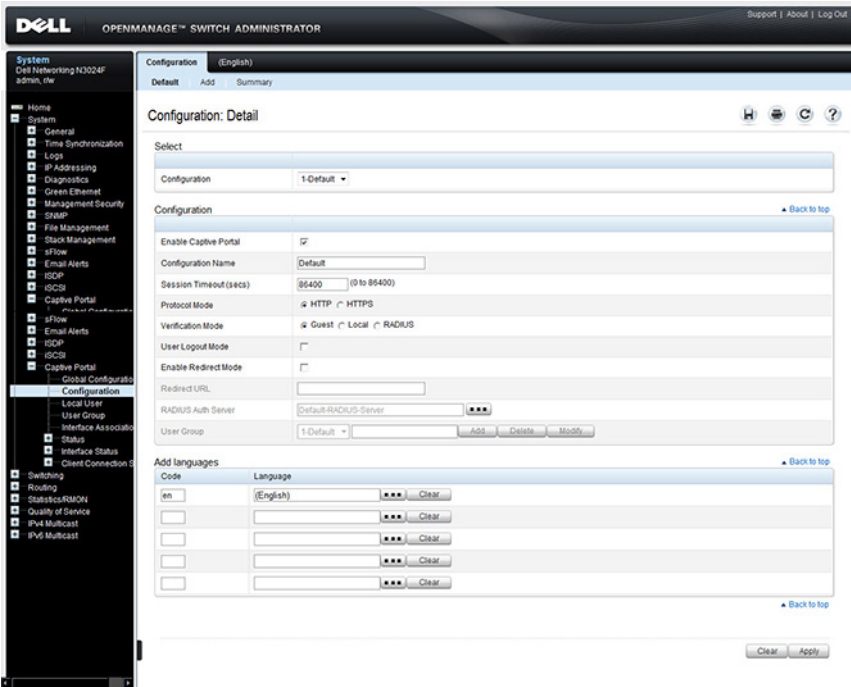 DELL OPENMANAGE™ SWITCH ADMINISTRATOR
Support | About | Log Out
System
Dell Networking N3024F
admin, r/w
Home
System
General
Time Synchronization
Logs
IP Addressing
Diagnostics
Green Ethernet
Management Security
SNMP
File Management
Stack Management
sFlow
Email Alerts
ISDP
iSCSI
Captive Portal
Global Configuratio
sFlow
Email Alerts
ISDP
iSCSI
Captive Portal
Global Configuratio
Configuration
Local User
User Group
Interface Associatio
Status
Interface Status
Client Connection S
Switching
Routing
Statistics/RMON
Quality of Service
IPv4 Multicast
IPv6 Multicast
Configuration (English)
Default Add Summary
Configuration: Detail
Select
Configuration 1-Default
Configuration Back to top
Enable Captive Portal
Configuration Name Default
Session Timeout (secs) 86400 (0 to 86400)
Protocol Mode HTTP HTTPS
Verification Mode Guest Local RADIUS
User Logout Mode
Enable Redirect Mode
Redirect URL
RADIUS Auth Server Default-RADIUS-Server
User Group 1-Default Add Delete Modify
Add languages Back to top
Code Language
en (English) Clear
Clear
Clear
Clear
Clear
Back to top
Clear Apply